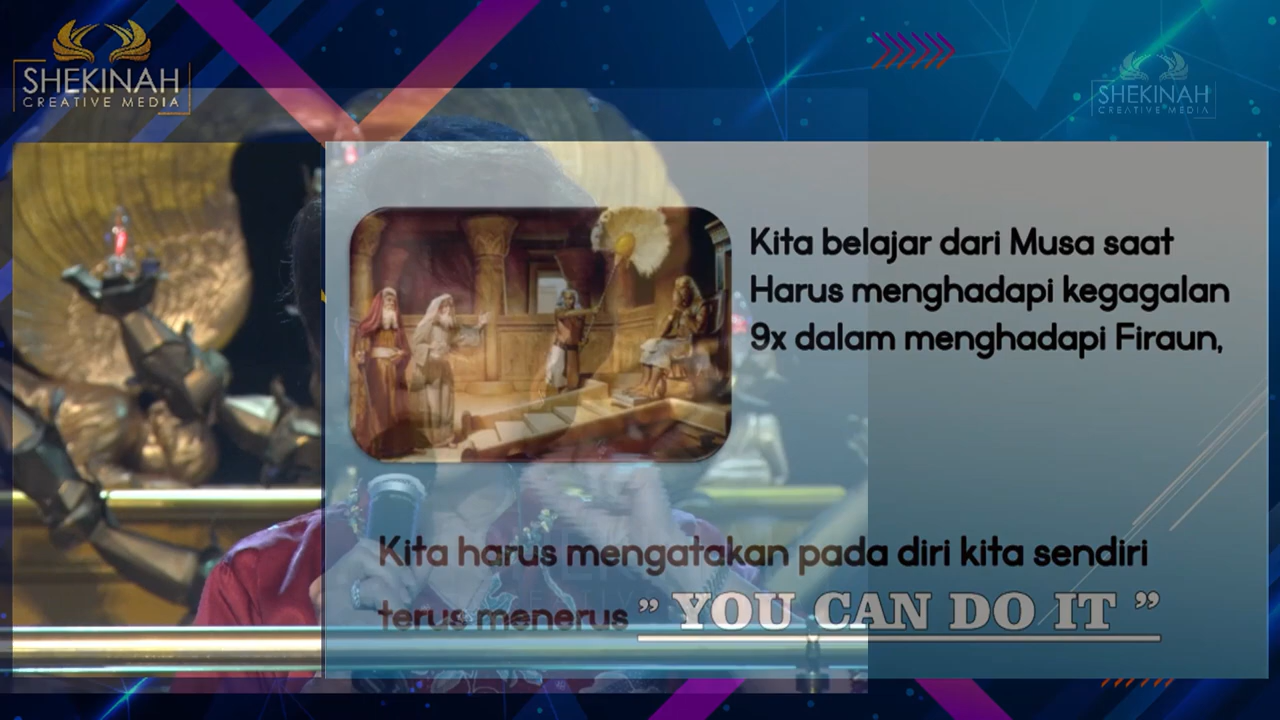 SHEKINAH
CREATIVE MEDIA
SHEKINAH
CREATIVE MEDIA
Kita belajar dari Musa saat
Harus menghadapi kegagalan
9x dalam menghadapi Firaun,
Kita harus mengatakan pada diri kita sendiri
terus menerus ” YOU CAN DO IT ”